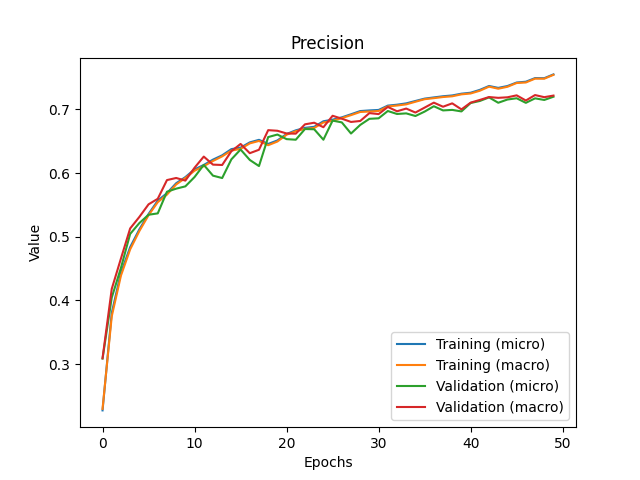 Precision
Value
0.7
0.6
0.5
0.4
0.3
Training (micro)
Training (macro)
Validation (micro)
Validation (macro)
0 10 20 30 40 50
Epochs